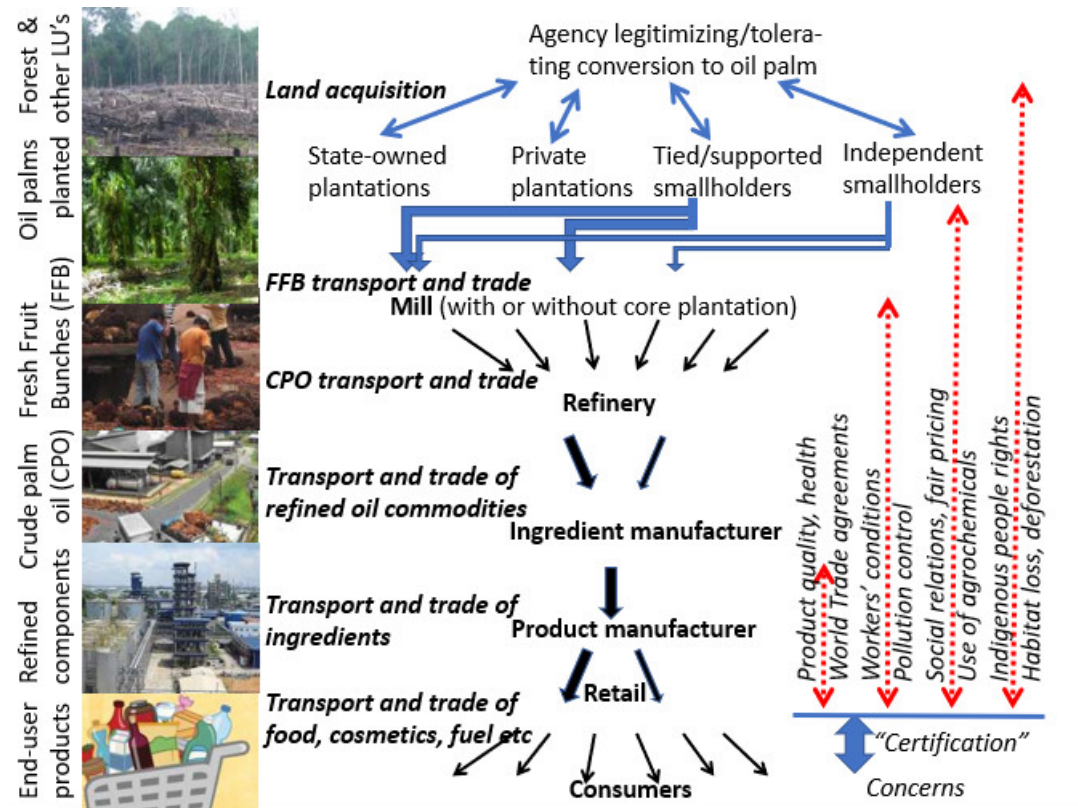 Forest &
other LU's
Oil palms
planted
Fresh Fruit
Bunches (FFB)
Crude palm
oil (CPO)
Refined
components
End-user
products
Agency legitimizing/tolera-
ting conversion to oil palm
Land acquisition
State-owned
plantations
Private
plantations
Tied/supported
smallholders
Independent
smallholders
FFB transport and trade
Mill (with or without core plantation)
CPO transport and trade
Refinery
Transport and trade of
refined oil commodities
Ingredient manufacturer
Transport and trade of
ingredients
Product manufacturer
Retail
Transport and trade of
food, cosmetics, fuel etc
Consumers
Product quality, health
World Trade agreements
Workers' conditions
Pollution control
Social relations, fair pricing
Use of agrochemicals
Indigenous people rights
Habitat loss, deforestation
"Certification"
Concerns